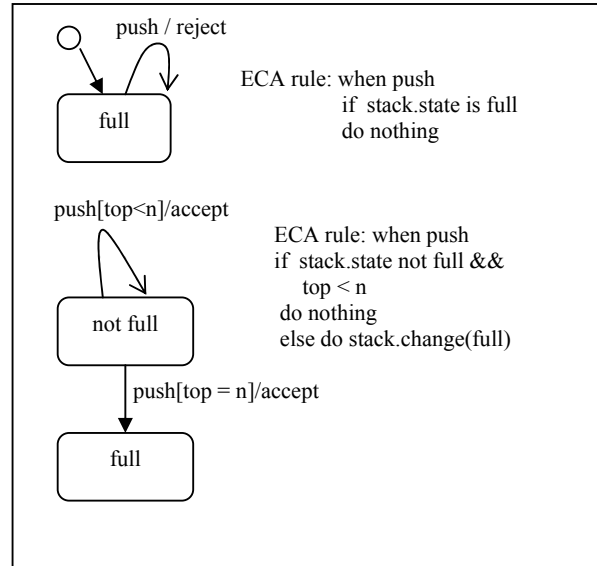 push / reject
full
ECA rule: when push
if stack.state is full
do nothing
push[top<n]/accept
not full
push[top = n]/accept
full
ECA rule: when push
if stack.state not full &&
top < n
do nothing
else do stack.change(full)